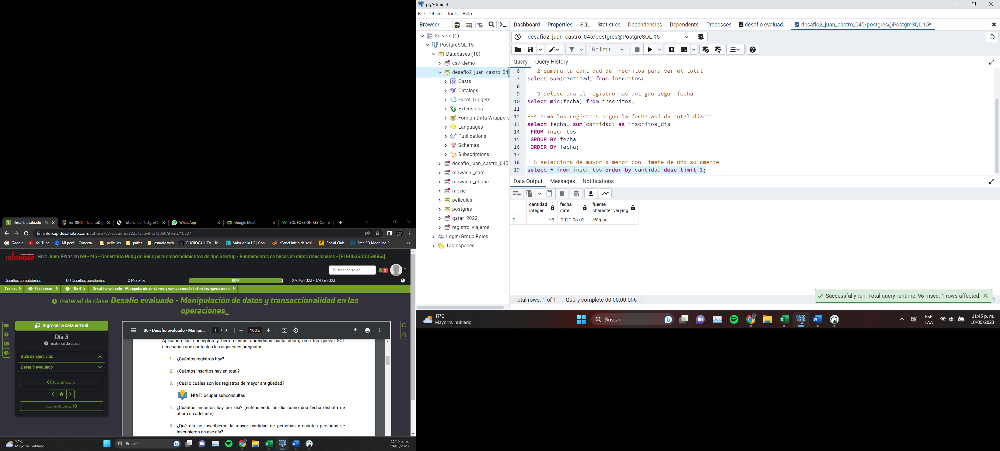 pgAdmin 4
File Object Tools Help
Browser
Dashboard Properties SQL Statistics Dependencies Dependents Processes desafio evaluad... desafio2_juan_castro_045/postgres@PostgreSQL 15*
Servers (1)
PostgreSQL 15
Databases (10)
csv_demo
desafio2_juan_castro_04
Casts
Catalogs
Event Triggers
Extensions
Foreign Data Wrappers
Languages
Publications
Schemas
Subscriptions
desafio_juan_castro_045
mawashi_cars
mawashi_phone
movie
peliculas
postgres
qatar_2022
registro_viajeros
Login/Group Roles
Tablespaces
desafio2_juan_castro_045/postgres@PostgreSQL 15
No limit
E
Query Query History
6 -- 2 sumara la cantidad de inscritos para ver el total
7 select sum(cantidad) from inscritos;
8
9 -- 3 selecciona el registro mas antiguo segun fecha
10 select min(fecha) from inscritos;
11
12 --4 suma los registros segun la fecha asi da total diario
13 select fecha, sum(cantidad) as inscritos_dia
14 FROM inscritos
15 GROUP BY fecha
16 ORDER BY fecha;
17
18 --5 selecciona de mayor a menor con limete de uno solamente
19 select * from inscritos order by cantidad desc limit 1;
Data Output Messages Notifications
cantidad fecha fuente
integer date character varying
1 99 2021-08-01 Página
Total rows: 1 of 1 Query complete 00:00:00.096
Successfully run. Total query runtime: 96 msec. 1 rows affected.
1
17°C
Mayorm. nublado
Buscar
ESP
LAA
11:45 p. m.
10/05/2023
Desafío evaluado - Ma ror-0045 - TalentoDig Tutorial de PostgreSQ WhatsApp Google Meet SQL FOREIGN KEY Co
inforcap.desafiolab.com/cohorts/87/sections/2225/activities/3860/items/10527
Google YouTube Mi perfil - Conecta... peliculas pallet estudio web PHOTOCALL.TV - Te... Valor de la UF | Con... cPanel Inicio de sesi... Social Club Free 3D Modeling S... »
INFORCAP Hola Juan. Estás en G9 - M3 - Desarrollo Ruby on Rails para emprendimientos de tipo Startup - Fundamentos de bases de datos relacionales - [ELE062600059564]
Buscar contenido... 9
Desafíos completados 99 Desafíos pendientes 0 Medallas 99% 27/04/2023 - 17/05/2023
Cursos Dashboard Día 3 Desafío evaluado - Manipulación de datos y transaccionalidad en las operaciones
material de clase Desafío evaluado - Manipulación de datos y transaccionalidad en las
operaciones_
Ingresar a sala virtual
Día 3
material de clase
Guía de ejercicios
Desafío evaluado
Sección Anterior
Sección Siguiente
06 - Desafío evaluado - Manipu... 1 / 3 100%
Aplicando los conceptos y herramientas aprendidas hasta ahora, crea las querys SQL
necesarias que contesten las siguientes preguntas.
1. ¿Cuántos registros hay?
2. ¿Cuántos inscritos hay en total?
3. ¿Cuál o cuáles son los registros de mayor antigüedad?
HINT: ocupar subconsultas
4. ¿Cuántos inscritos hay por día? (entendiendo un día como una fecha distinta de
ahora en adelante)
5. ¿Qué día se inscribieron la mayor cantidad de personas y cuántas personas se
inscribieron en ese día?
17°C
Mayorm. nublado
Buscar
11:45 p. m.
10/05/2023